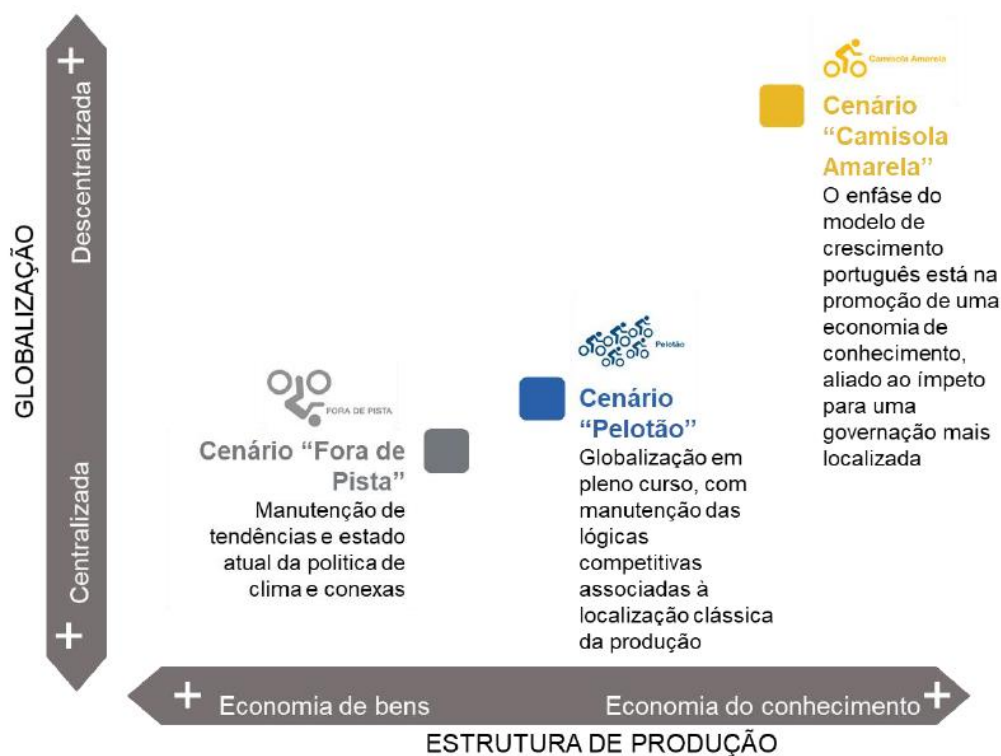 GLOBALIZAÇÃO
+
Descentralizada
Centralizada
+
Camisola Amarela
Cenário
“Camisola
Amarela”
O enfâse do
modelo de
crescimento
português está na
promoção de uma
economia de
conhecimento,
aliado ao ímpeto
para uma
governação mais
localizada
Pelotão
Cenário
“Pelotão”
Globalização em
pleno curso, com
manutenção das
lógicas
competitivas
associadas à
localização clássica
da produção
FORA DE PISTA
Cenário “Fora de
Pista”
Manutenção de
tendências e estado
atual da politica de
clima e conexas
+ Economia de bens
Economia do conhecimento +
ESTRUTURA DE PRODUÇÃO